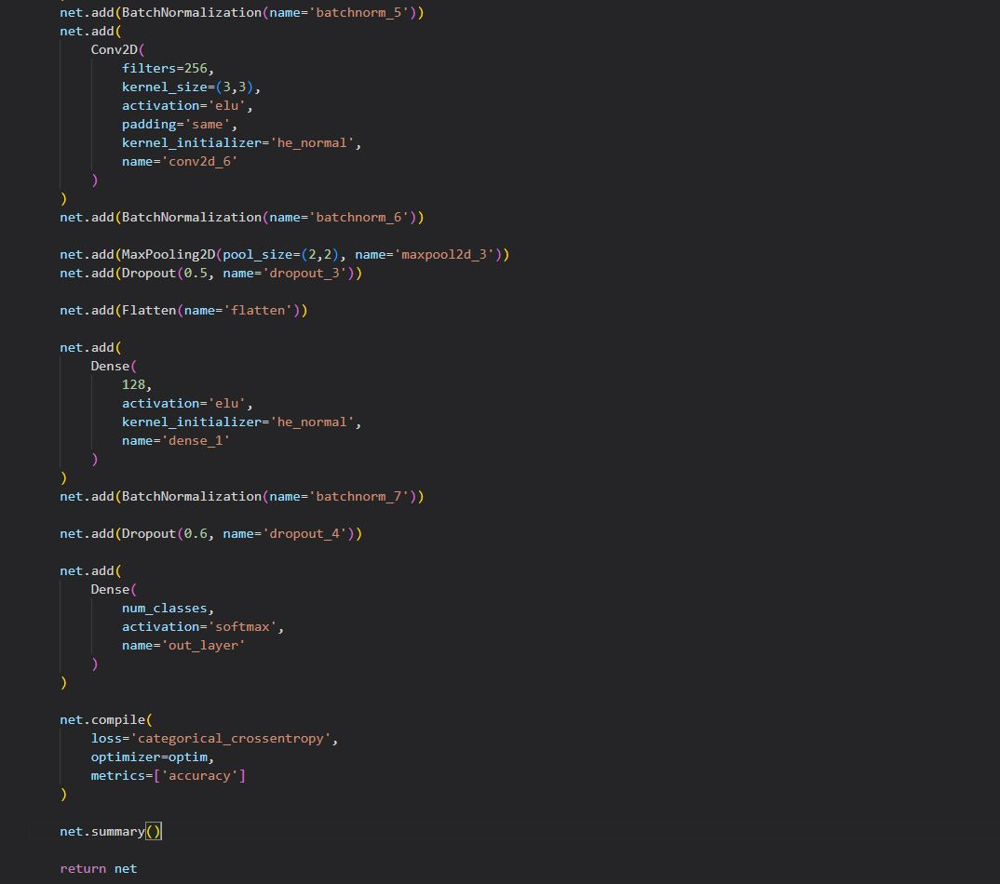 net.add(BatchNormalization(name='batchnorm_5'))
net.add(
Conv2D(
filters=256,
kernel_size=(3,3),
activation='elu',
padding='same',
kernel_initializer='he_normal',
name='conv2d_6'
)
)
net.add(BatchNormalization(name='batchnorm_6'))
net.add(MaxPooling2D(pool_size=(2,2), name='maxpool2d_3'))
net.add(Dropout(0.5, name='dropout_3'))
net.add(Flatten(name='flatten'))
net.add(
Dense(
128,
activation='elu',
kernel_initializer='he_normal',
name='dense_1'
)
)
net.add(BatchNormalization(name='batchnorm_7'))
net.add(Dropout(0.6, name='dropout_4'))
net.add(
Dense(
num_classes,
activation='softmax',
name='out_layer'
)
)
net.compile(
loss='categorical_crossentropy',
optimizer=optim,
metrics=['accuracy']
)
net.summary()
return net